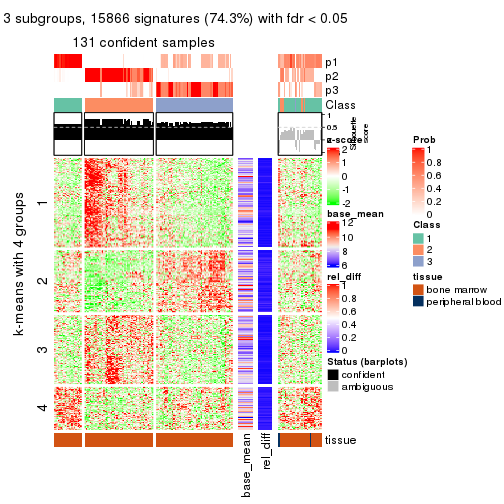 3 subgroups, 15866 signatures (74.3%) with fdr < 0.05
131 confident samples
p1
p2
p3
Class
1
0.5
0
Silhouette
score
k-means with 4 groups
1
2
3
4
base_mean
rel_diff
tissue
z-score
2
1
0
-1
-2
base_mean
12
10
8
6
rel_diff
1
0.8
0.6
0.4
0.2
0
Status (barplots)
confident
ambiguous
Prob
1
0.8
0.6
0.4
0.2
0
Class
1
2
3
tissue
bone marrow
peripheral blood